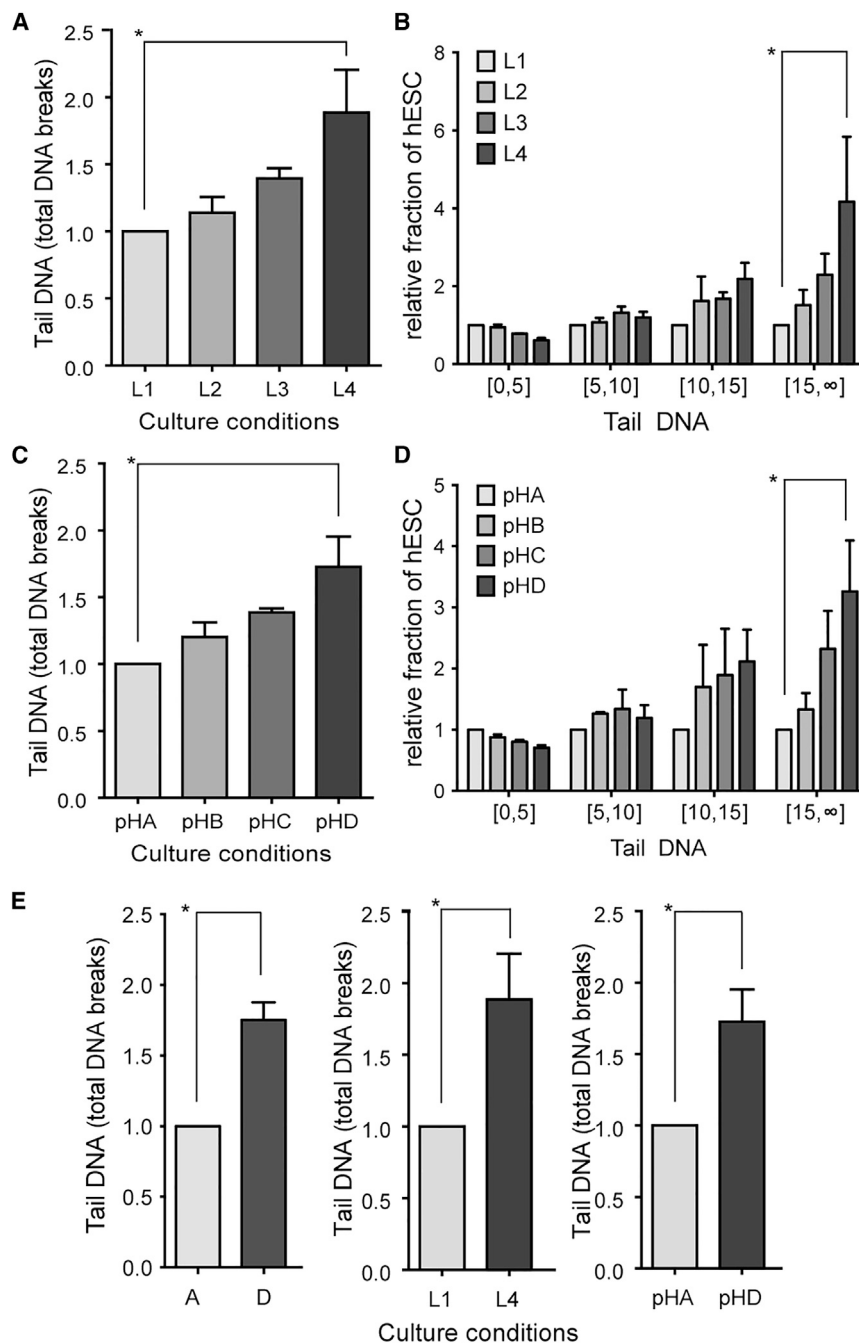 A
Tail DNA (total DNA breaks)
2.5
2.0
1.5
1.0
0.5
0.0
*
L1 L2 L3 L4
Culture conditions
B
relative fraction of hESC
8
6
4
2
0
L1
L2
L3
L4
*
[0,5] [5,10] [10,15] [15,∞]
Tail DNA
C
Tail DNA (total DNA breaks)
2.5
2.0
1.5
1.0
0.5
0.0
*
pHA pHB pHC pHD
Culture conditions
D
relative fraction of hESC
5
4
3
2
1
0
pHA
pHB
pHC
pHD
*
[0,5] [5,10] [10,15] [15,∞]
Tail DNA
E
Tail DNA (total DNA breaks)
2.5
2.0
1.5
1.0
0.5
0.0
*
A D
Tail DNA (total DNA breaks)
2.5
2.0
1.5
1.0
0.5
0.0
*
L1 L4
Tail DNA (total DNA breaks)
2.5
2.0
1.5
1.0
0.5
0.0
*
pHA pHD
Culture conditions